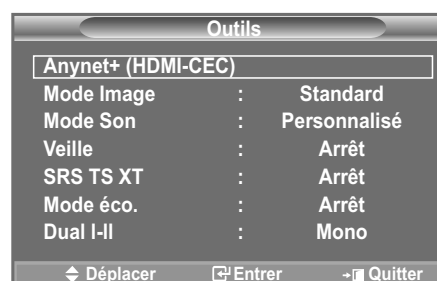 Outils
Anynet+ (HDMI-CEC)
Mode Image : Standard
Mode Son : Personnalisé
Veille : Arrêt
SRS TS XT : Arrêt
Mode éco. : Arrêt
Dual I-II : Mono
Déplacer Entrer Quitter